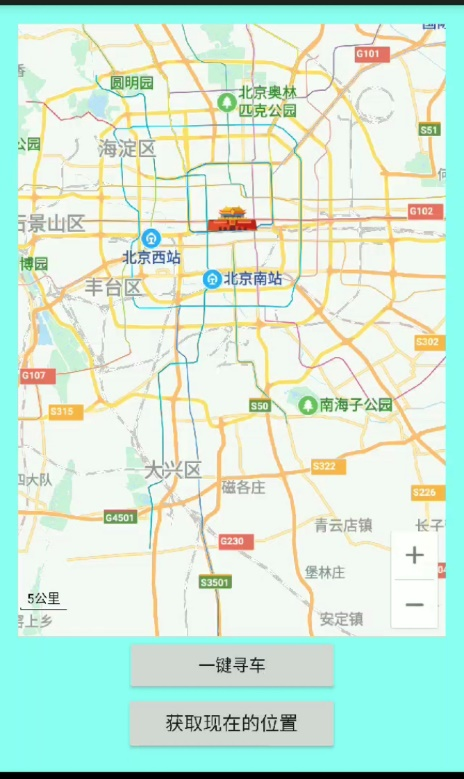 G101
圆明园
北京奥林
匹克公园
公园
S51
海淀区
G102
石景山区
北京西站
博园
北京南站
丰台区
S302
G107
S50
南海子公园
S315
大兴区
S322
四大队
磁各庄
S226
G4501
青云店镇
长子
G230
堡林庄
S3501
5公里
安定镇
上乡
一键寻车
获取现在的位置